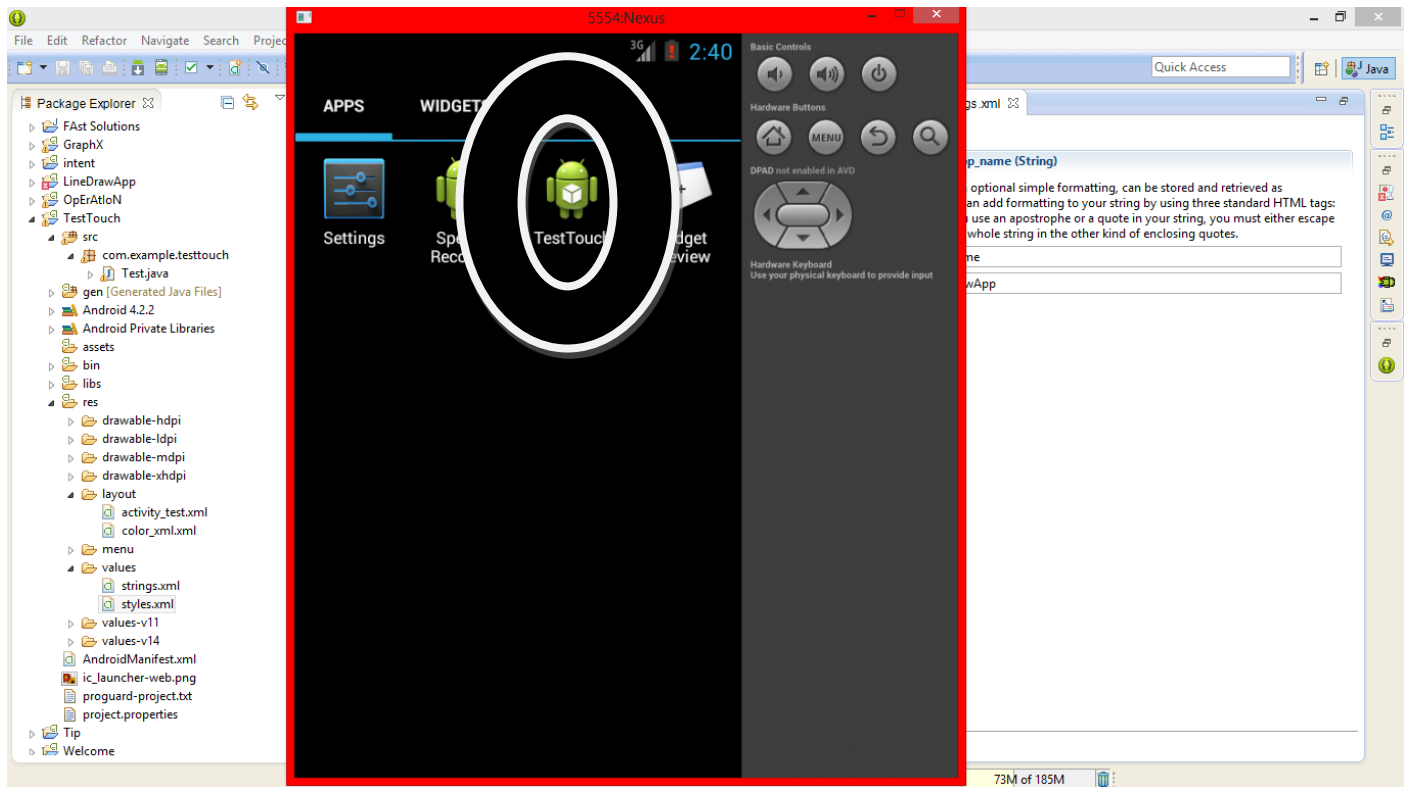 5554:Nexus
File Edit Refactor Navigate Search Projec
Quick Access
Java
Package Explorer
FAst Solutions
GraphX
intent
LineDrawApp
OpErAtIoN
TestTouch
src
com.example.testtouch
Test.java
gen [Generated Java Files]
Android 4.2.2
Android Private Libraries
assets
bin
libs
res
drawable-hdpi
drawable-ldpi
drawable-mdpi
drawable-xhdpi
layout
activity_test.xml
color_xml.xml
menu
values
strings.xml
styles.xml
values-v11
values-v14
AndroidManifest.xml
ic_launcher-web.png
proguard-project.txt
project.properties
Tip
Welcome
3G 2:40
APPS WIDGETS
Settings
TestTouch
Basic Controls
Hardware Buttons
MENU
DPAD not enabled in AVD
Hardware Keyboard
Use your physical keyboard to provide input
gs.xml
p_name (String)
optional simple formatting, can be stored and retrieved as
an add formatting to your string by using three standard HTML tags:
use an apostrophe or a quote in your string, you must either escape
whole string in the other kind of enclosing quotes.
me
wApp
73M of 185M